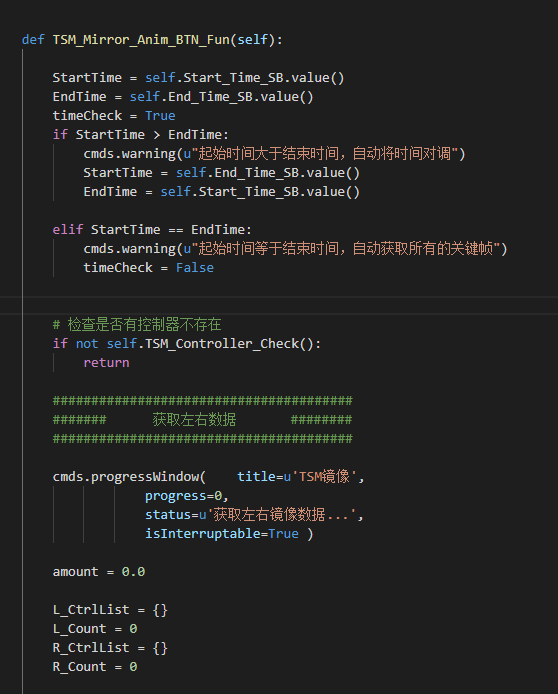 def TSM_Mirror_Anim_BTN_Fun(self):
StartTime = self.Start_Time_SB.value()
EndTime = self.End_Time_SB.value()
timeCheck = True
if StartTime > EndTime:
cmds.warning(u"起始时间大于结束时间，自动将时间对调")
StartTime = self.End_Time_SB.value()
EndTime = self.Start_Time_SB.value()
elif StartTime == EndTime:
cmds.warning(u"起始时间等于结束时间，自动获取所有的关键帧")
timeCheck = False
# 检查是否有控制器不存在
if not self.TSM_Controller_Check():
return
#######################################
####### 获取左右数据 ########
#######################################
cmds.progressWindow( title=u'TSM镜像',
progress=0,
status=u'获取左右镜像数据...',
isInterruptable=True )
amount = 0.0
L_CtrlList = {}
L_Count = 0
R_CtrlList = {}
R_Count = 0